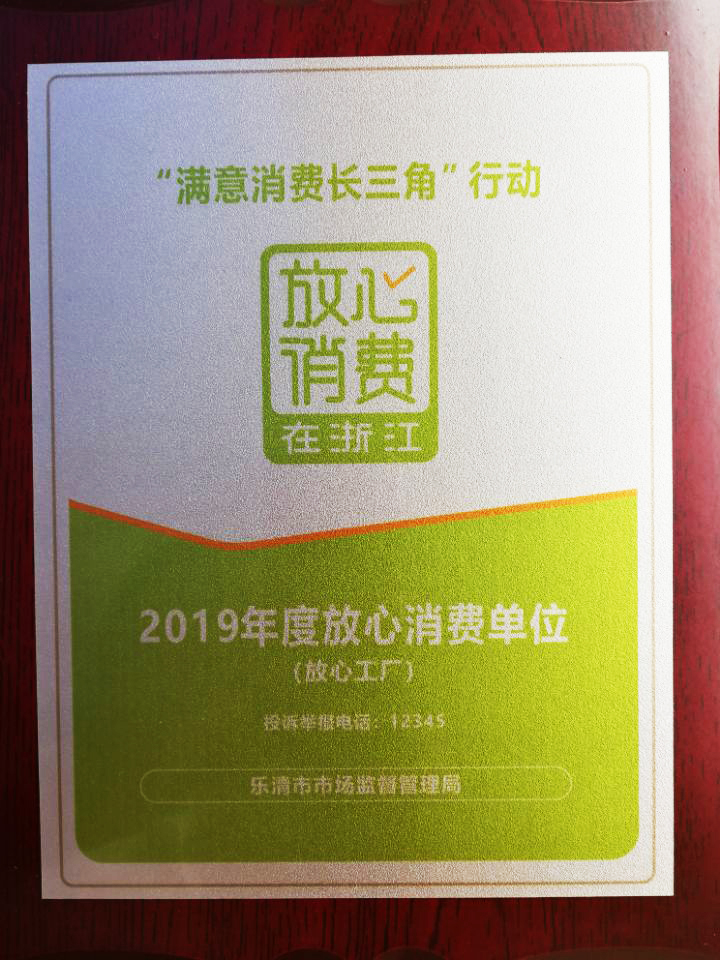 “满意消费长三角”行动
放心
消费
在浙江
2019年度放心消费单位
(放心工厂)
投诉举报电话：12345
乐清市市场监督管理局